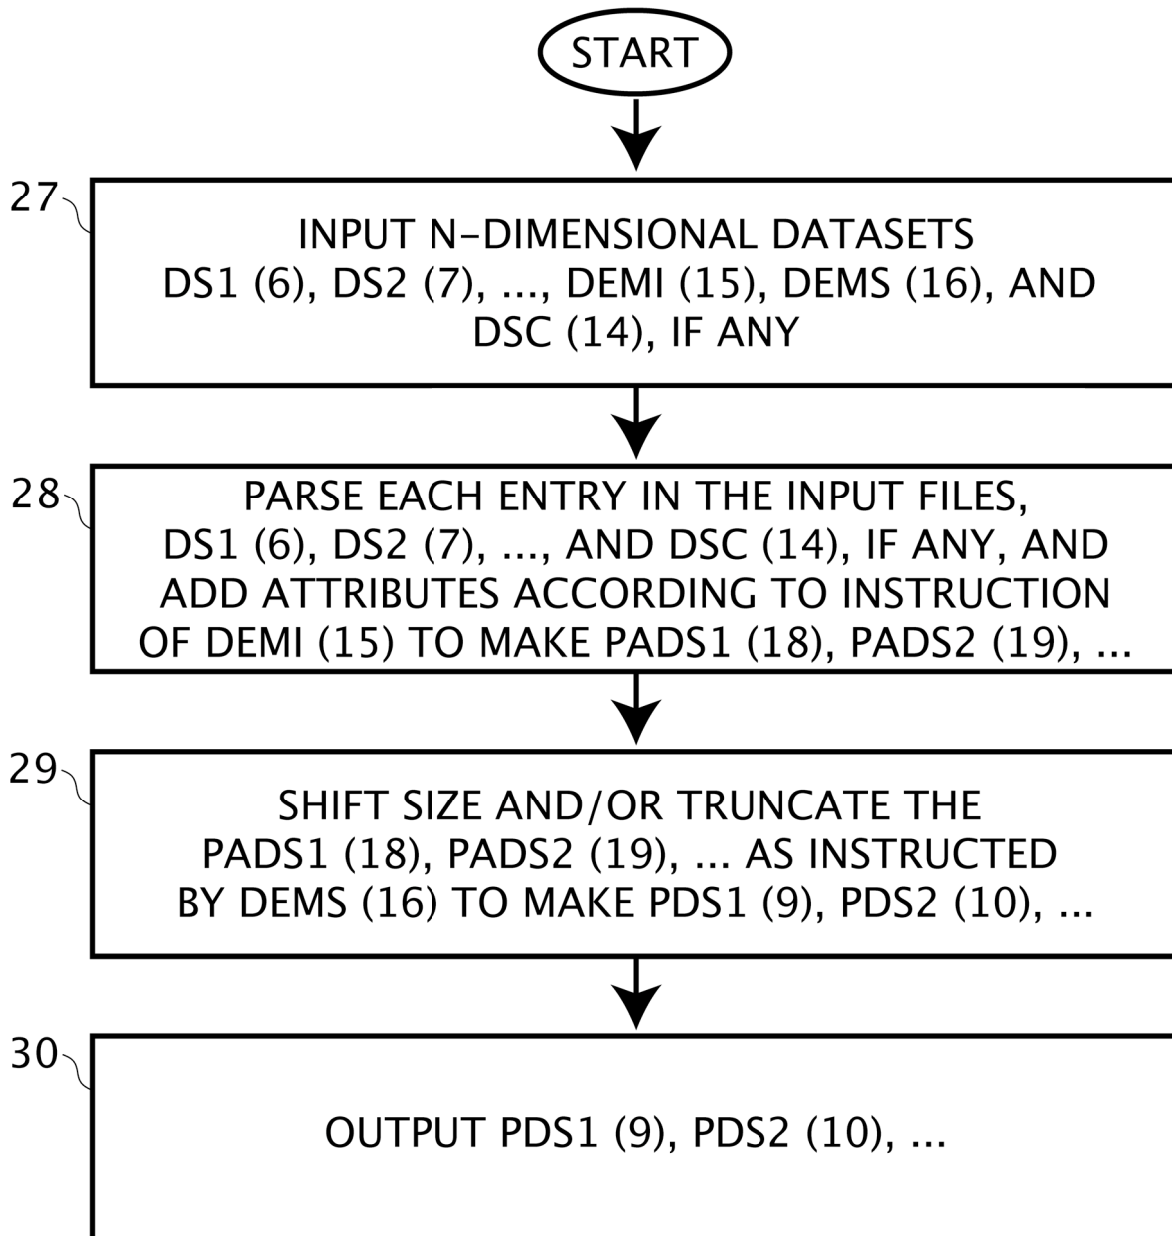 START
27
INPUT N-DIMENSIONAL DATASETS
DS1 (6), DS2 (7), ..., DEMI (15), DEMS (16), AND
DSC (14), IF ANY
28
PARSE EACH ENTRY IN THE INPUT FILES,
DS1 (6), DS2 (7), ..., AND DSC (14), IF ANY, AND
ADD ATTRIBUTES ACCORDING TO INSTRUCTION
OF DEMI (15) TO MAKE PADS1 (18), PADS2 (19), ...
29
SHIFT SIZE AND/OR TRUNCATE THE
PADS1 (18), PADS2 (19), ... AS INSTRUCTED
BY DEMS (16) TO MAKE PDS1 (9), PDS2 (10), ...
30
OUTPUT PDS1 (9), PDS2 (10), ...